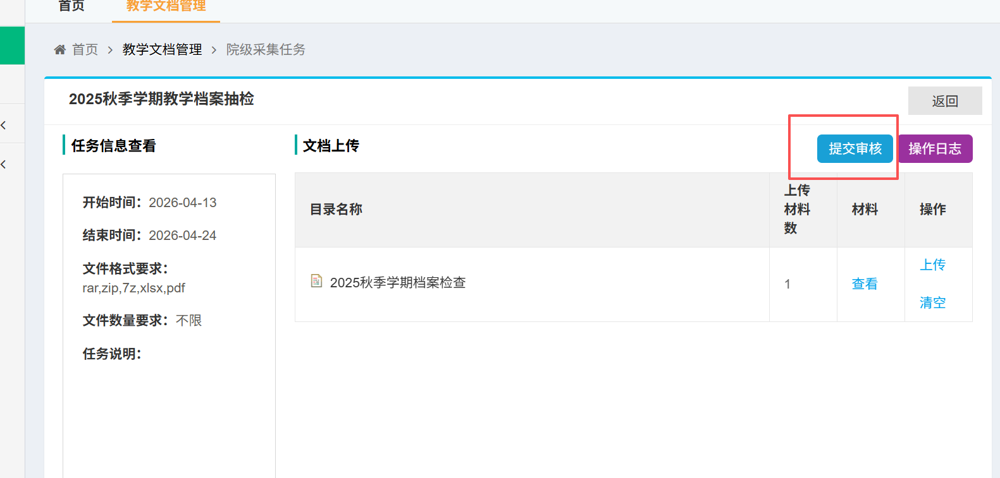 首页 教学文档管理
首页 > 教学文档管理 > 院级采集任务
2025秋季学期教学档案抽检
返回
任务信息查看
文档上传
提交审核
操作日志
开始时间：2026-04-13
结束时间：2026-04-24
文件格式要求：
rar,zip,7z,xlsx,pdf
文件数量要求：不限
任务说明：
目录名称
上传
材料
数
材料
操作
2025秋季学期档案检查
1
查看
上传
清空